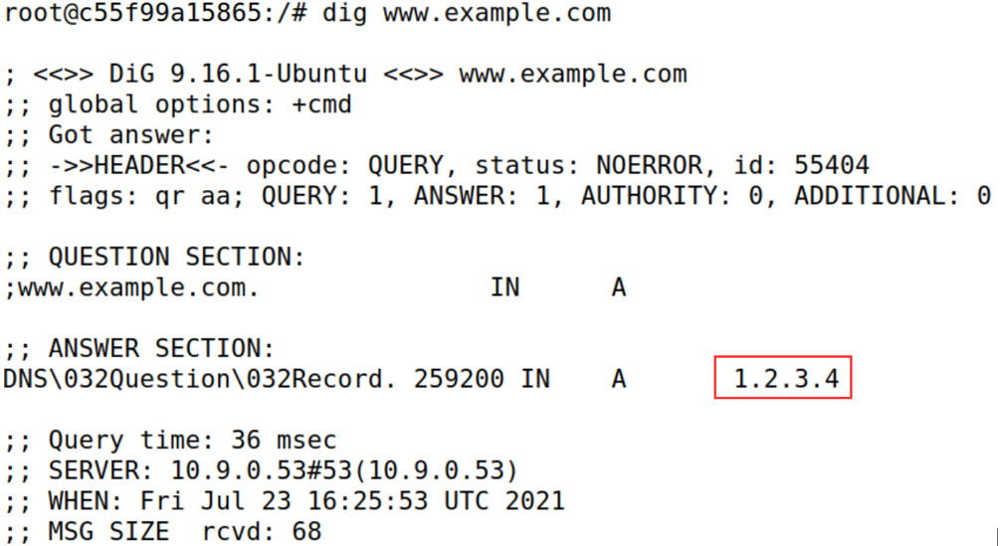 root@c55f99a15865:/# dig www.example.com
; <<>> DiG 9.16.1-Ubuntu <<>> www.example.com
;; global options: +cmd
;; Got answer:
;; ->>HEADER<<- opcode: QUERY, status: NOERROR, id: 55404
;; flags: qr aa; QUERY: 1, ANSWER: 1, AUTHORITY: 0, ADDITIONAL: 0
;; QUESTION SECTION:
;www.example.com. IN A
;; ANSWER SECTION:
DNS\032Question\032Record. 259200 IN A 1.2.3.4
;; Query time: 36 msec
;; SERVER: 10.9.0.53#53(10.9.0.53)
;; WHEN: Fri Jul 23 16:25:53 UTC 2021
;; MSG SIZE rcvd: 68